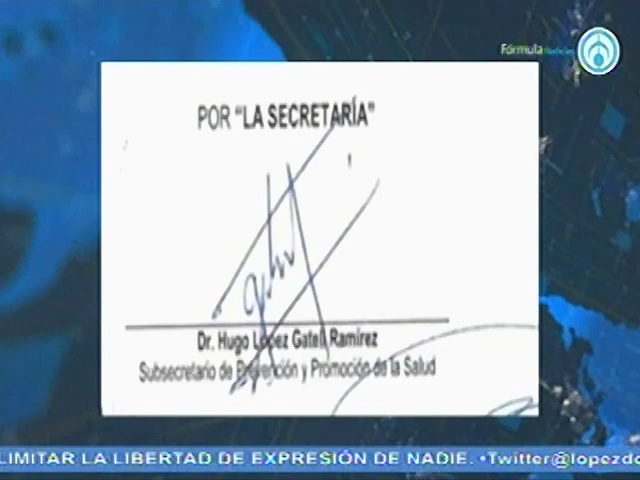 Fórmula Noticias
POR "LA SECRETARÍA"
Dr. Hugo López Gatell Ramírez
Subsecretario de Prevención y Promoción de la Salud
LIMITAR LA LIBERTAD DE EXPRESIÓN DE NADIE. •Twitter@lopezdo